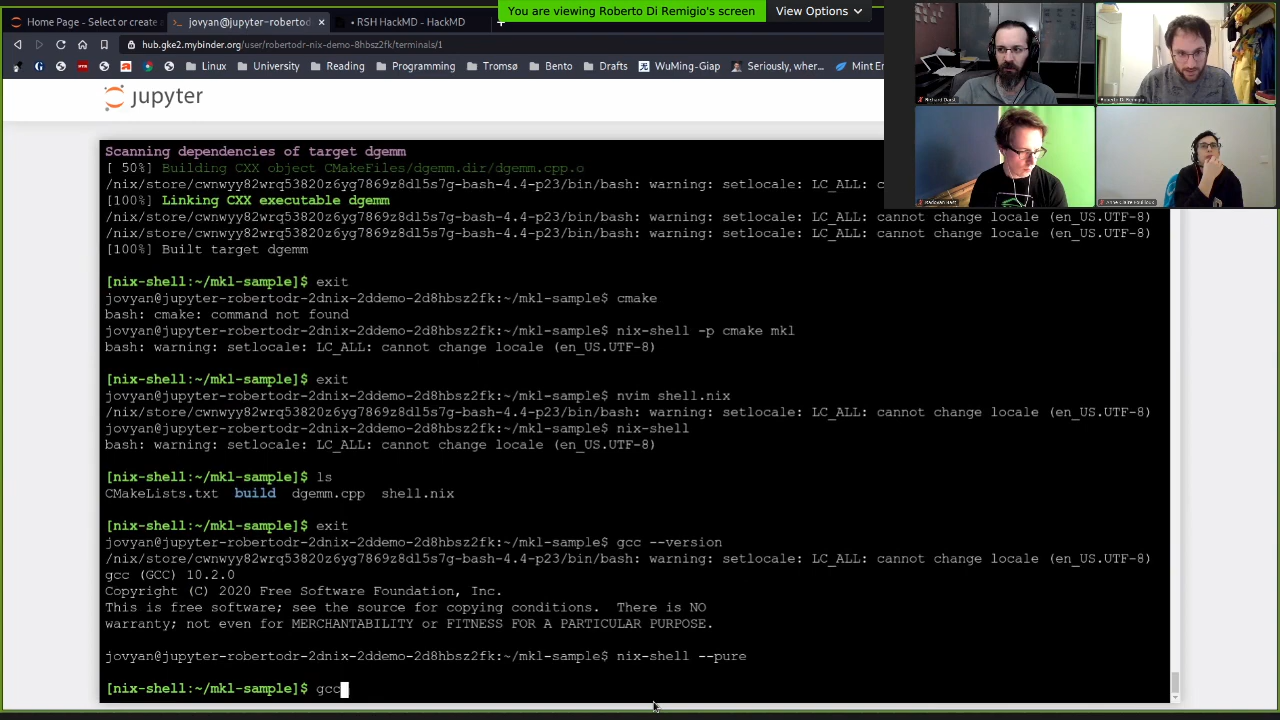 You are viewing Roberto Di Remigio's screen
View Options
Home Page - Select or create
jovyan@jupyter-roberto
RSH HackMD - HackMD
hub.gke2.mybinder.org/user/robertodr-nix-demo-8hbsz2fk/terminals/1
Linux
University
Reading
Programming
Tromsø
Bento
Drafts
WuMing-Giap
Seriously, wher...
Mint En
jupyter
Richard Darst
Roberto Di Remigio
Radovan Bast
Anne Claire Fouilloux
Scanning dependencies of target dgemm
[ 50%] Building CXX object CMakeFiles/dgemm.dir/dgemm.cpp.o
/nix/store/cwnwyy82wrq53820z6yg7869z8dl5s7g-bash-4.4-p23/bin/bash: warning: setlocale: LC_ALL: c
[100%] Linking CXX executable dgemm
/nix/store/cwnwyy82wrq53820z6yg7869z8dl5s7g-bash-4.4-p23/bin/bash: warning: setlocale: LC_ALL: cannot change locale (en_US.UTF-8)
/nix/store/cwnwyy82wrq53820z6yg7869z8dl5s7g-bash-4.4-p23/bin/bash: warning: setlocale: LC_ALL: cannot change locale (en_US.UTF-8)
[100%] Built target dgemm
[nix-shell:~/mkl-sample]$ exit
jovyan@jupyter-robertodr-2dnix-2ddemo-2d8hbsz2fk:~/mkl-sample$ cmake
bash: cmake: command not found
jovyan@jupyter-robertodr-2dnix-2ddemo-2d8hbsz2fk:~/mkl-sample$ nix-shell -p cmake mkl
bash: warning: setlocale: LC_ALL: cannot change locale (en_US.UTF-8)
[nix-shell:~/mkl-sample]$ exit
jovyan@jupyter-robertodr-2dnix-2ddemo-2d8hbsz2fk:~/mkl-sample$ nvim shell.nix
/nix/store/cwnwyy82wrq53820z6yg7869z8dl5s7g-bash-4.4-p23/bin/bash: warning: setlocale: LC_ALL: cannot change locale (en_US.UTF-8)
jovyan@jupyter-robertodr-2dnix-2ddemo-2d8hbsz2fk:~/mkl-sample$ nix-shell
bash: warning: setlocale: LC_ALL: cannot change locale (en_US.UTF-8)
[nix-shell:~/mkl-sample]$ ls
CMakeLists.txt build dgemm.cpp shell.nix
[nix-shell:~/mkl-sample]$ exit
jovyan@jupyter-robertodr-2dnix-2ddemo-2d8hbsz2fk:~/mkl-sample$ gcc --version
/nix/store/cwnwyy82wrq53820z6yg7869z8dl5s7g-bash-4.4-p23/bin/bash: warning: setlocale: LC_ALL: cannot change locale (en_US.UTF-8)
gcc (GCC) 10.2.0
Copyright (C) 2020 Free Software Foundation, Inc.
This is free software; see the source for copying conditions. There is NO
warranty; not even for MERCHANTABILITY or FITNESS FOR A PARTICULAR PURPOSE.
jovyan@jupyter-robertodr-2dnix-2ddemo-2d8hbsz2fk:~/mkl-sample$ nix-shell --pure
[nix-shell:~/mkl-sample]$ gcc